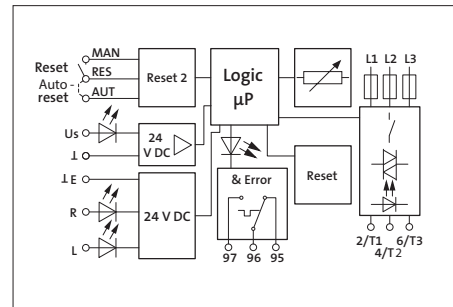 MAN
Reset
RES
Auto
reset
AUT
Reset 2
Logic
µP
L1 L2 L3
Us
⊥
24
V DC
⊥E
R
L
24 V DC
& Error
97 96 95
Reset
2/T1 6/T3
4/T2